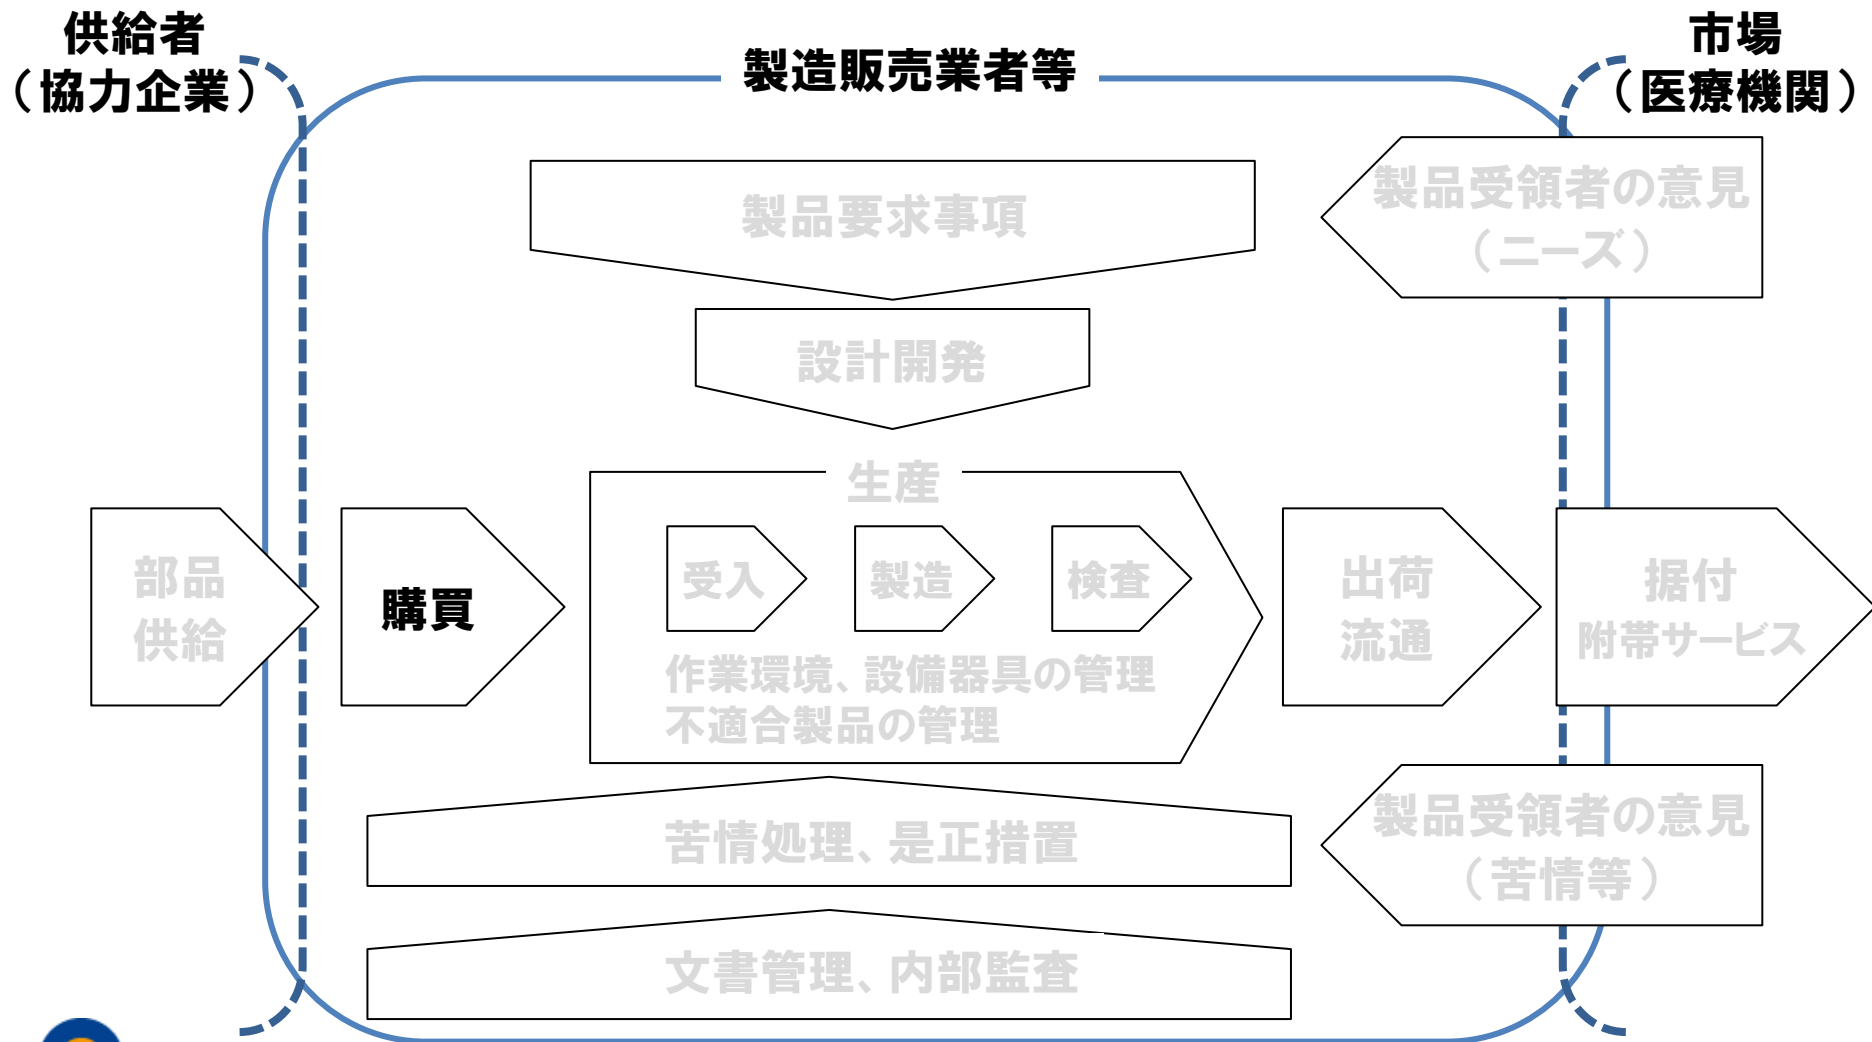 供給者
（協力企業）
製造販売業者等
市場
（医療機関）
製品要求事項
製品受領者の意見
（ニーズ）
設計開発
生産
部品
供給
購買
受入
製造
検査
作業環境、設備器具の管理
不適合製品の管理
出荷
流通
据付
附帯サービス
苦情処理、是正措置
製品受領者の意見
（苦情等）
文書管理、内部監査